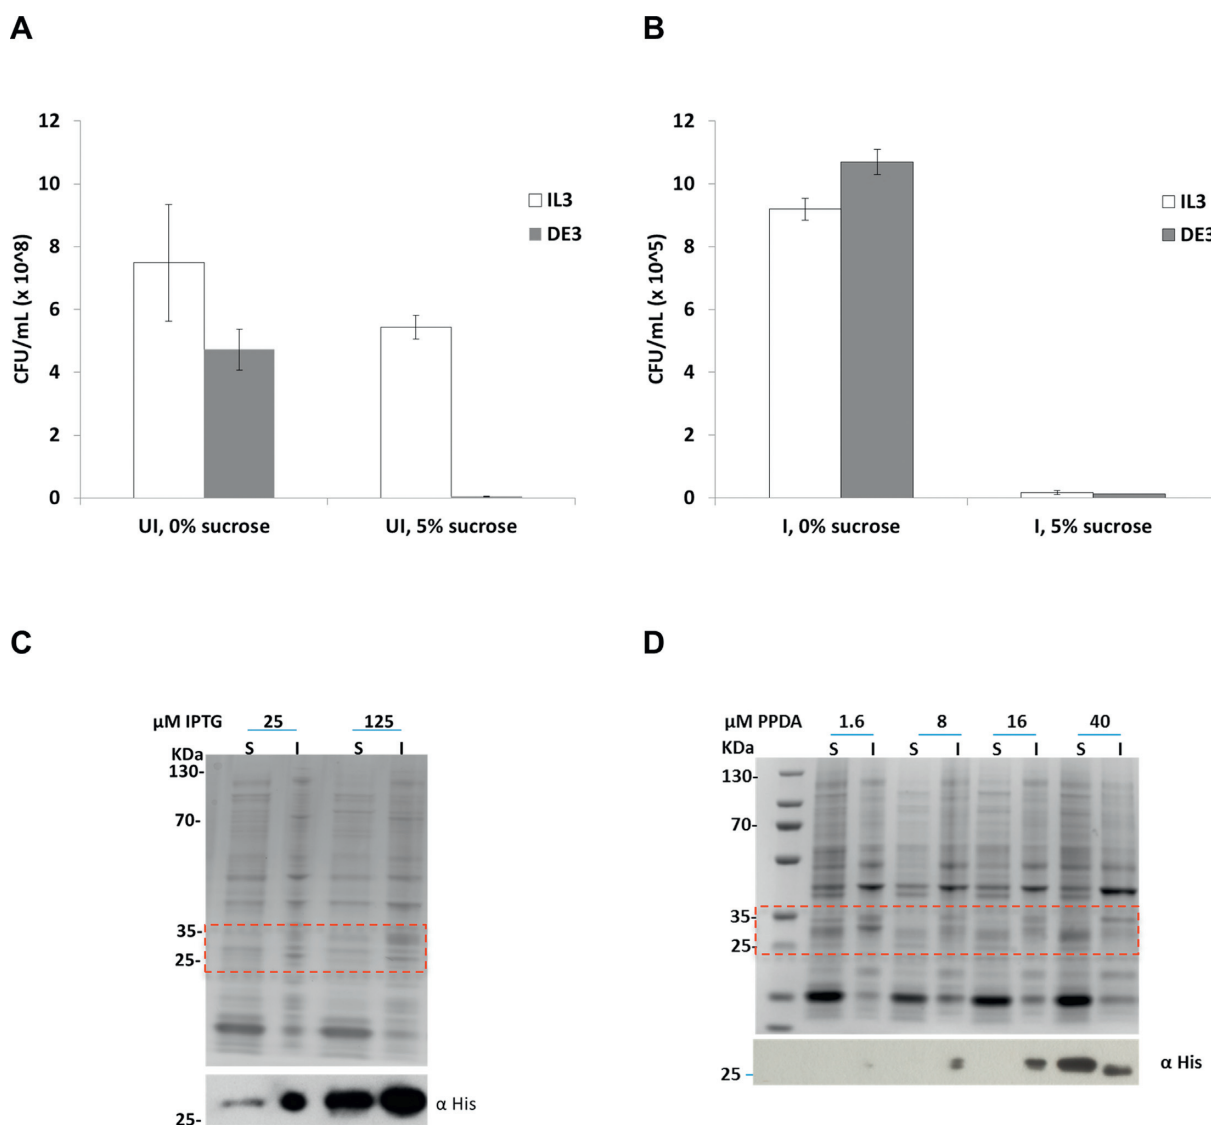 A
12
10
8
6
4
2
0
CFU/mL (x 10^8)
IL3
DE3
UI, 0% sucrose
UI, 5% sucrose
B
12
10
8
6
4
2
0
CFU/mL (x 10^5)
IL3
DE3
I, 0% sucrose
I, 5% sucrose
C
µM IPTG 25 125
KDa S I S I
130-
70-
35-
25-
α His
25-
D
µM PPDA 1.6 8 16 40
KDa S I S I S I S I
130-
70-
35-
25-
α His
25